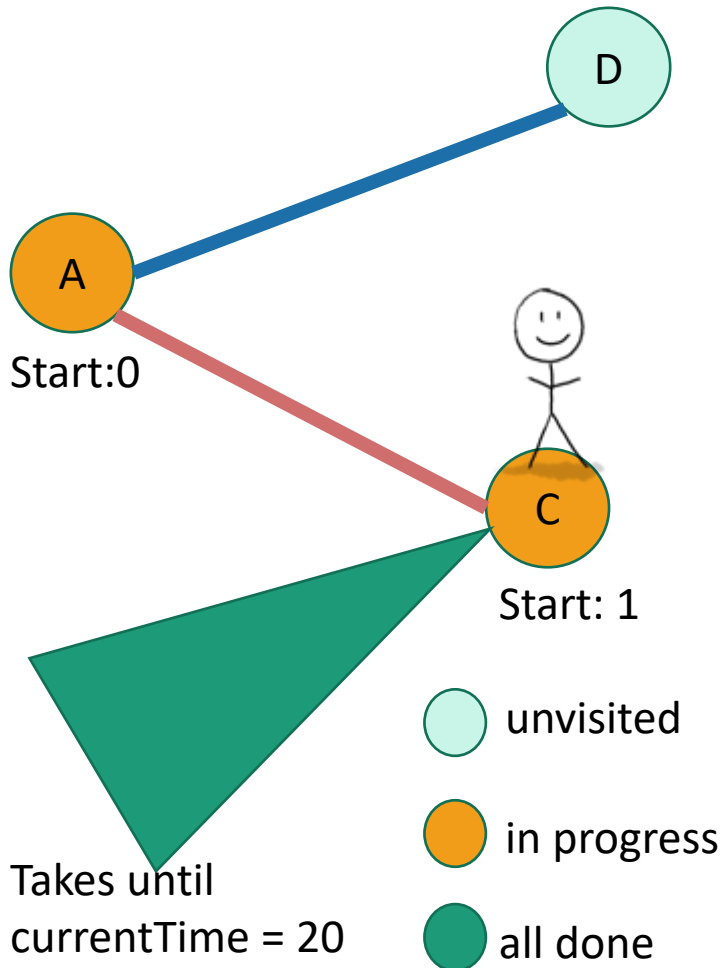 D
A
Start:0
C
Start: 1
unvisited
in progress
Takes until
currentTime = 20
all done